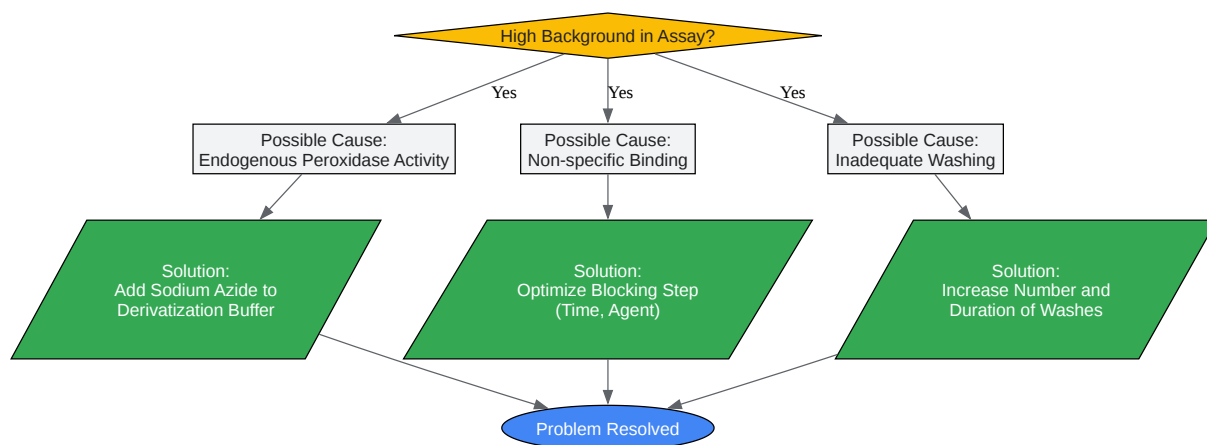 High Background in Assay?
Yes
Yes
Yes
Possible Cause:
Endogenous Peroxidase Activity
Possible Cause:
Non-specific Binding
Possible Cause:
Inadequate Washing
Solution:
Add Sodium Azide to
Derivatization Buffer
Solution:
Optimize Blocking Step
(Time, Agent)
Solution:
Increase Number and
Duration of Washes
Problem Resolved